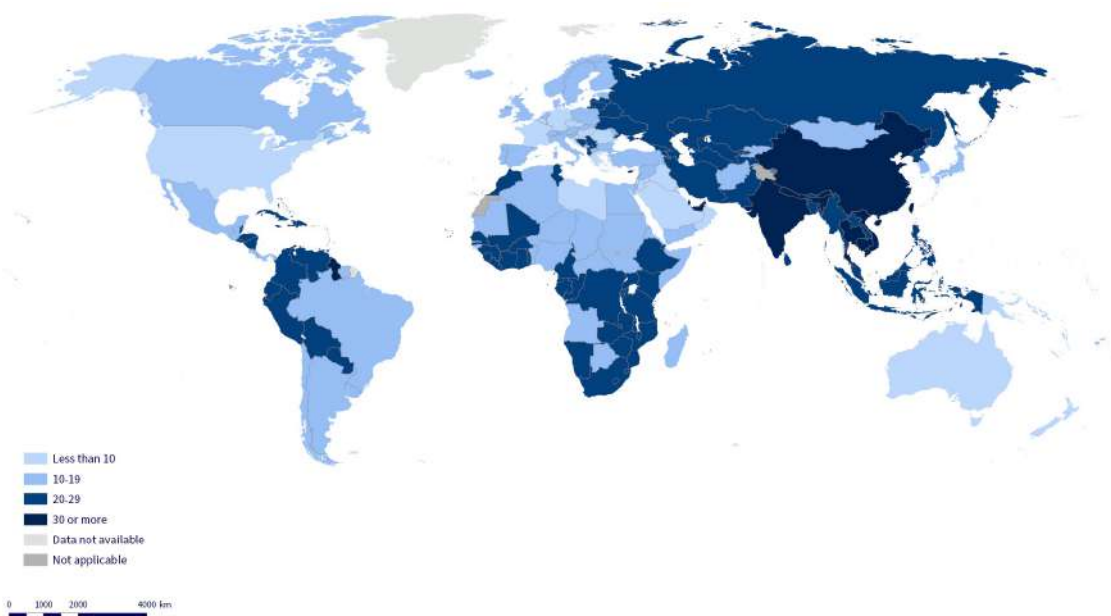 Less than 10
10-19
20-29
30 or more
Data not available
Not applicable
0 1000 2000 4000 km